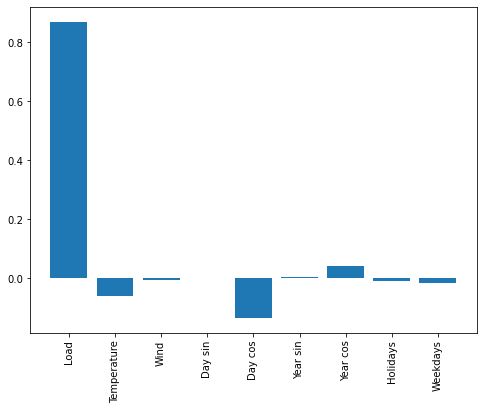 0.8
0.6
0.4
0.2
0.0
Load
Temperature
Wind
Day sin
Day cos
Year sin
Year cos
Holidays
Weekdays